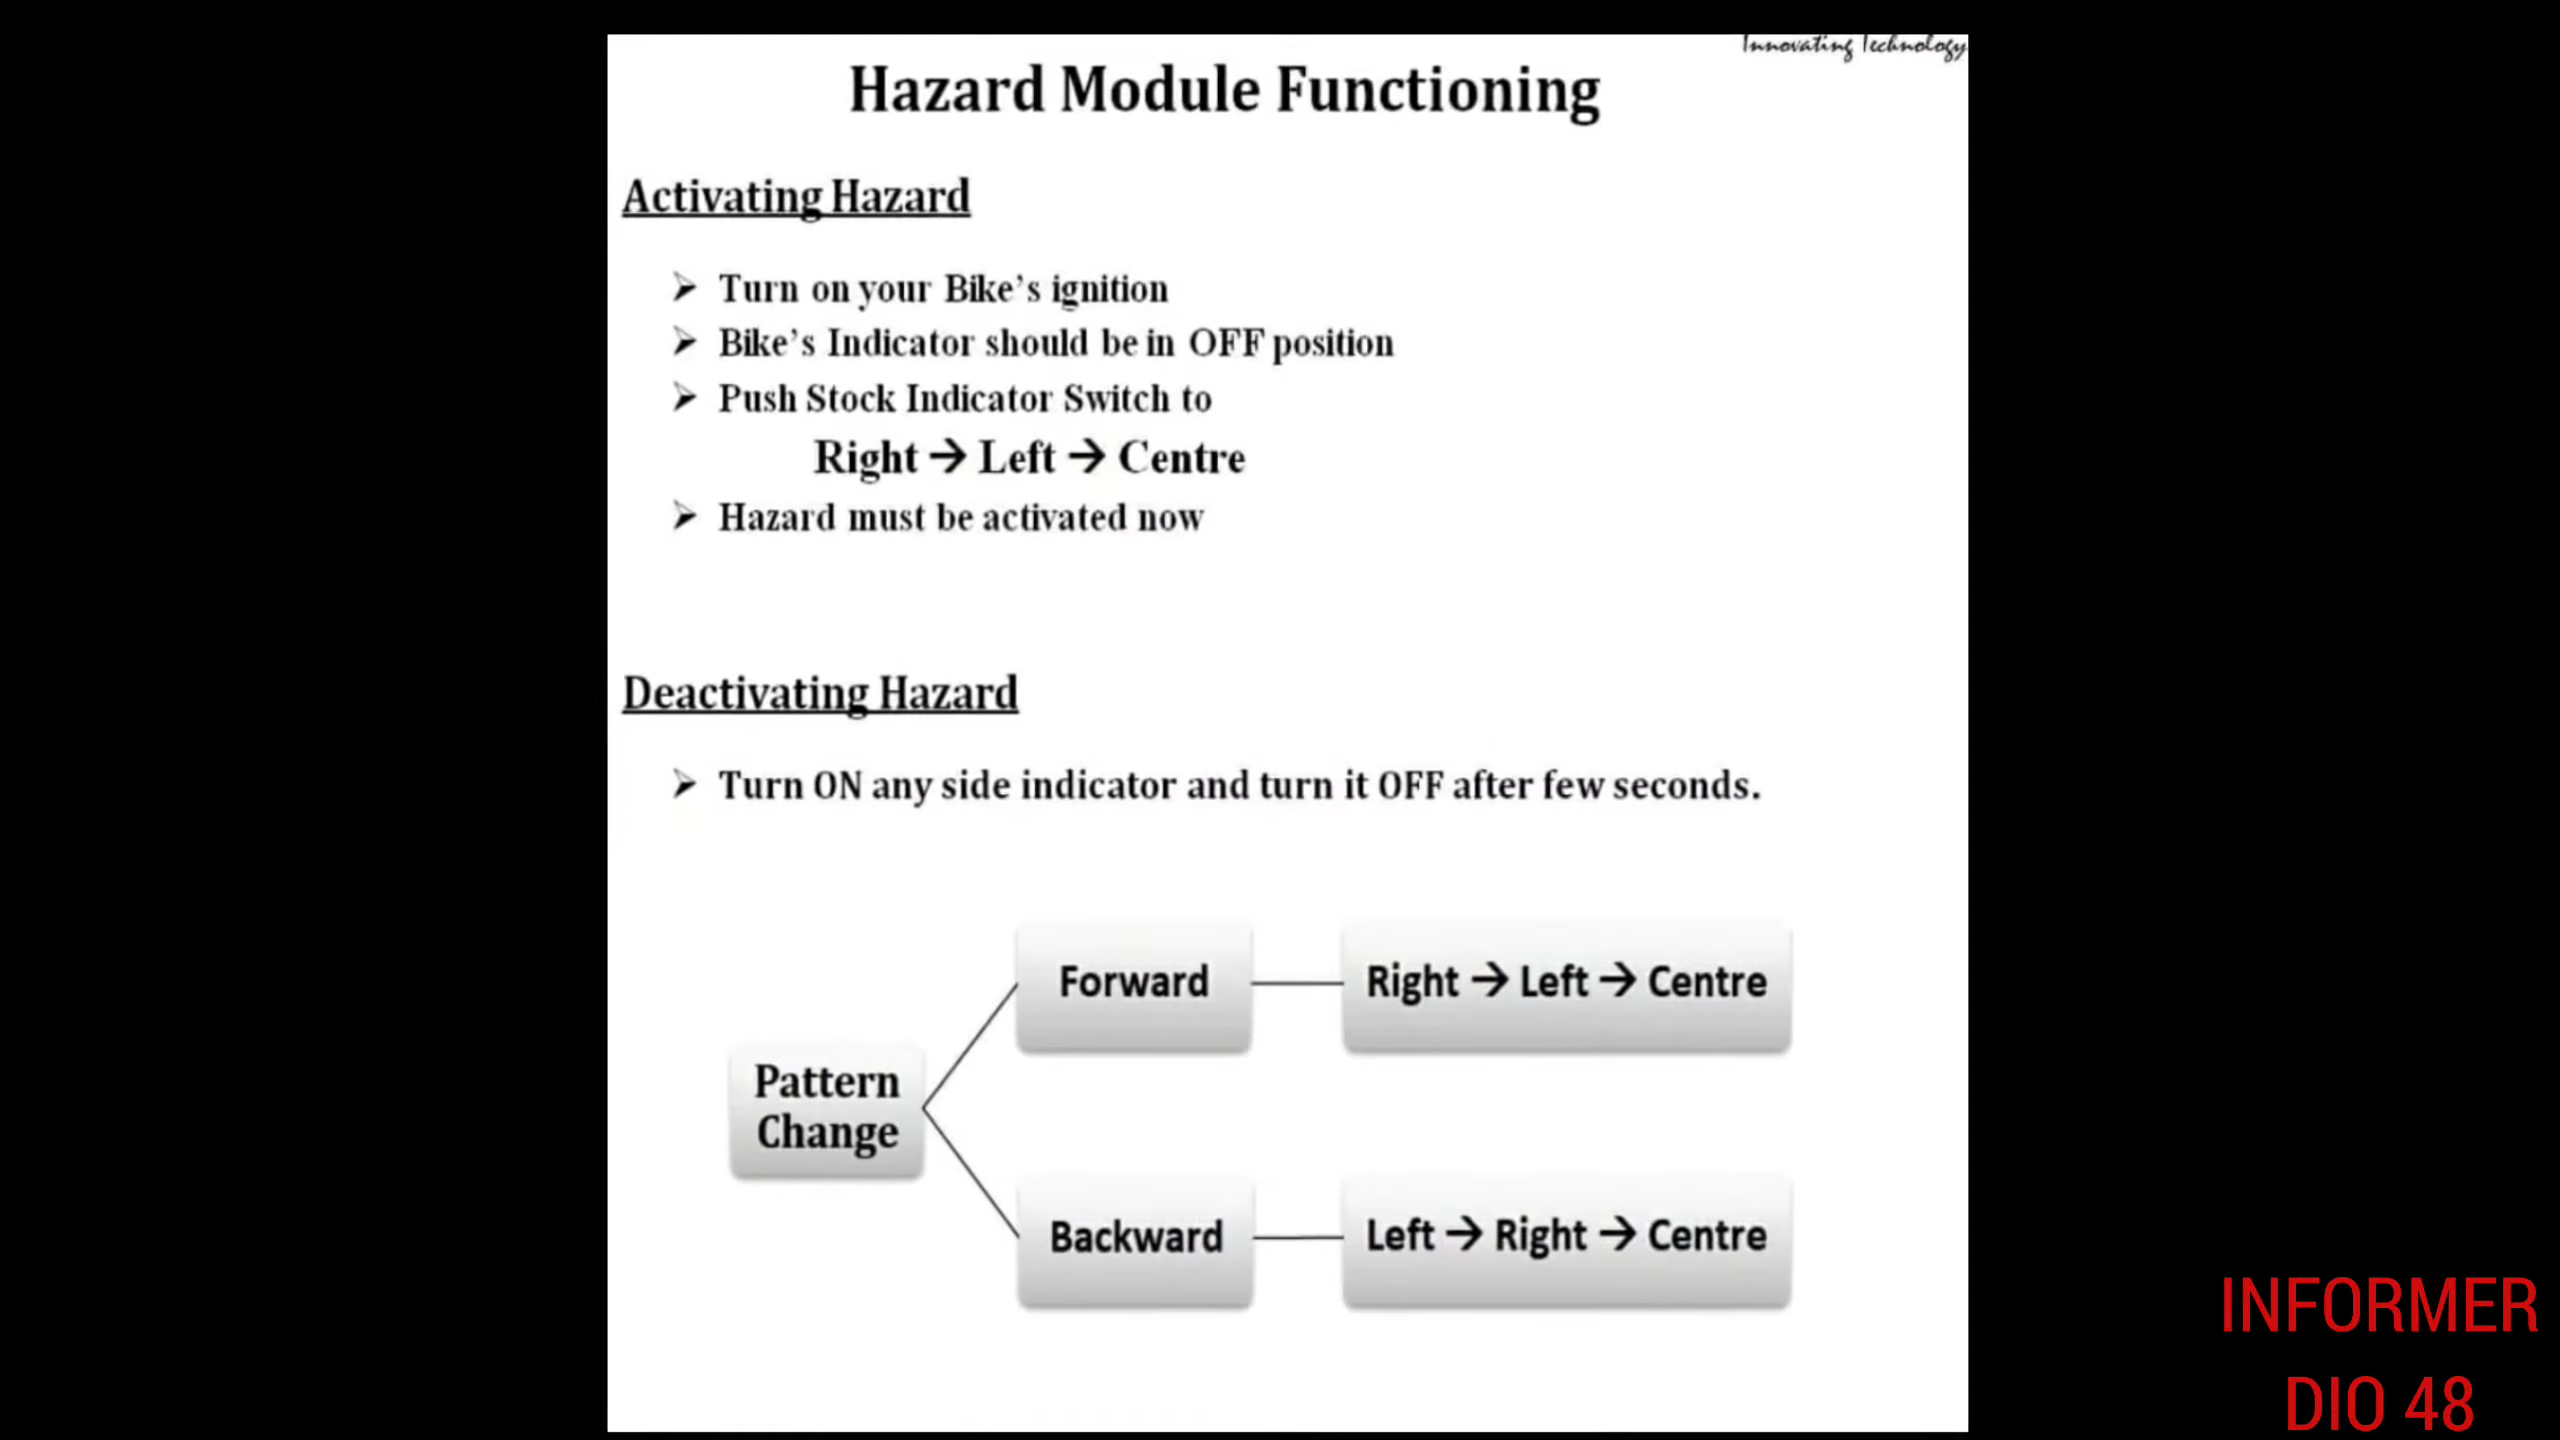 Innovating Technology
Hazard Module Functioning
Activating Hazard
➢ Turn on your Bike’s ignition
➢ Bike’s Indicator should be in OFF position
➢ Push Stock Indicator Switch to
Right → Left → Centre
➢ Hazard must be activated now
Deactivating Hazard
➢ Turn ON any side indicator and turn it OFF after few seconds.
Forward
Right → Left → Centre
Pattern
Change
Backward
Left → Right → Centre
INFORMER
DIO 48